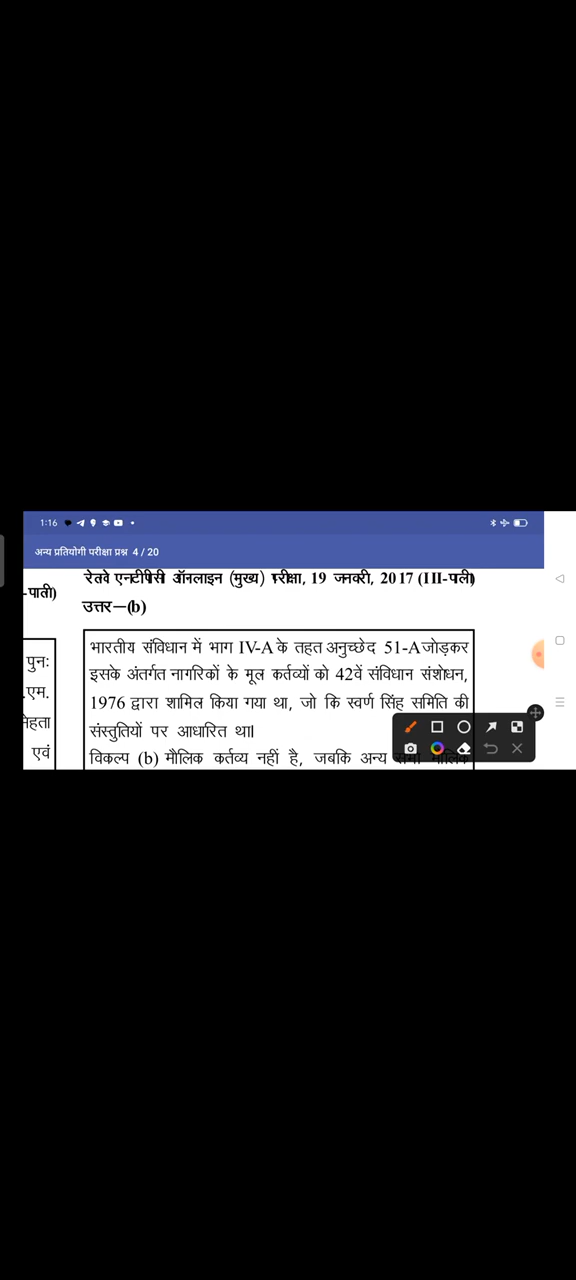 1:16
अन्य प्रतियोगी परीक्षा प्रश्न 4 / 20
-पाली)
पुनः
.एम.
मेहता
एवं
रेलवे एनटीपीसी ऑनलाइन (मुख्य) परीक्षा, 19 जनवरी, 2017 (III-पाली)
उत्तर—(b)
भारतीय संविधान में भाग IV-A के तहत अनुच्छेद 51-A जोड़कर
इसके अंतर्गत नागरिकों के मूल कर्तव्यों को 42वें संविधान संशोधन,
1976 द्वारा शामिल किया गया था, जो कि स्वर्ण सिंह समिति की
संस्तुतियों पर आधारित था।
विकल्प (b) मौलिक कर्तव्य नहीं है, जबकि अन्य सभी मौलिक